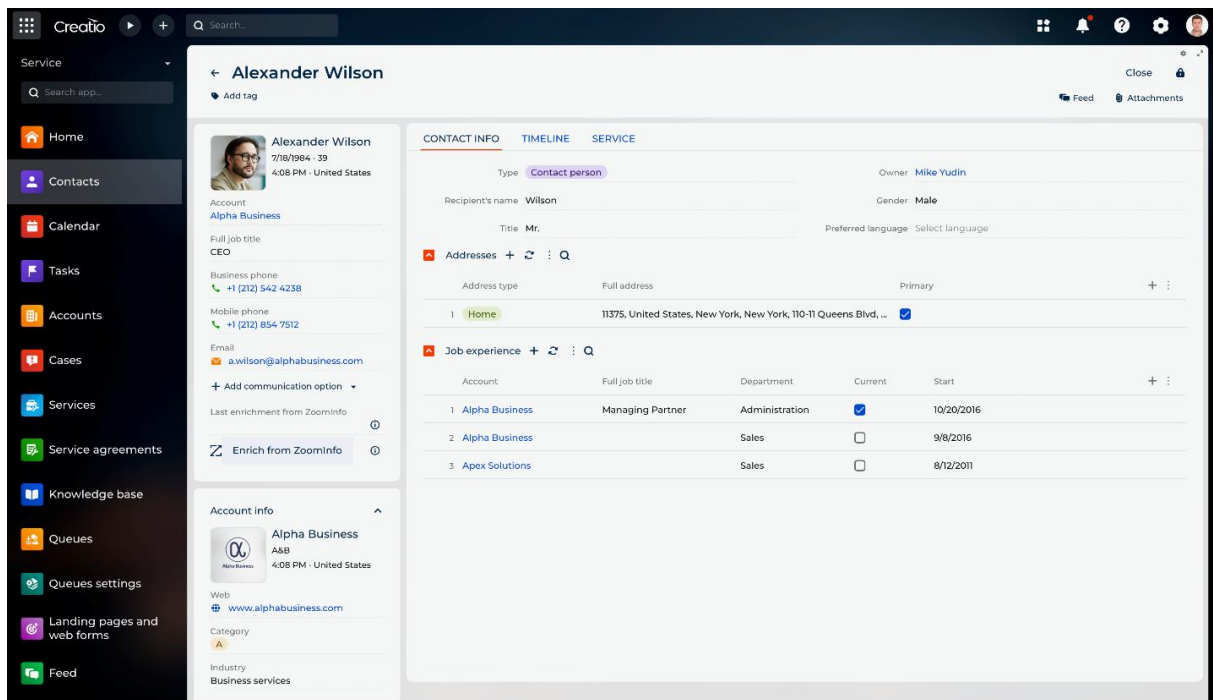 Creatio
Search...
Service
Search app...
Home
Contacts
Calendar
Tasks
Accounts
Cases
Services
Service agreements
Knowledge base
Queues
Queues settings
Landing pages and
web forms
Feed
Alexander Wilson
Add tag
Close
Feed
Attachments
Alexander Wilson
7/18/1984 · 39
4:08 PM · United States
Account
Alpha Business
Full job title
CEO
Business phone
+1 (212) 542 4238
Mobile phone
+1 (212) 854 7512
Email
a.wilson@alphabusiness.com
Add communication option
Last enrichment from ZoomInfo
Enrich from ZoomInfo
Account info
Alpha Business
Alpha Business
A&B
4:08 PM · United States
Web
www.alphabusiness.com
Category
A
Industry
Business services
CONTACT INFO TIMELINE SERVICE
Type Contact person Owner Mike Yudin
Recipient's name Wilson Gender Male
Title Mr. Preferred language Select language
Addresses
Address type Full address Primary
1 Home 11375, United States, New York, New York, 110-11 Queens Blvd, ...
Job experience
Account Full job title Department Current Start
1 Alpha Business Managing Partner Administration 10/20/2016
2 Alpha Business Sales 9/8/2016
3 Apex Solutions Sales 8/12/2011